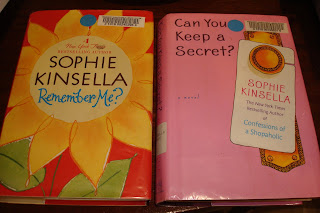 New York Times
BESTSELLING AUTHOR
SOPHIE
KINSELLA
Remember Me?
Can You
Keep a
Secret?
a novel
SOPHIE
KINSELLA
The New York Times
Bestselling Author
of
Confessions of
a Shopaholic